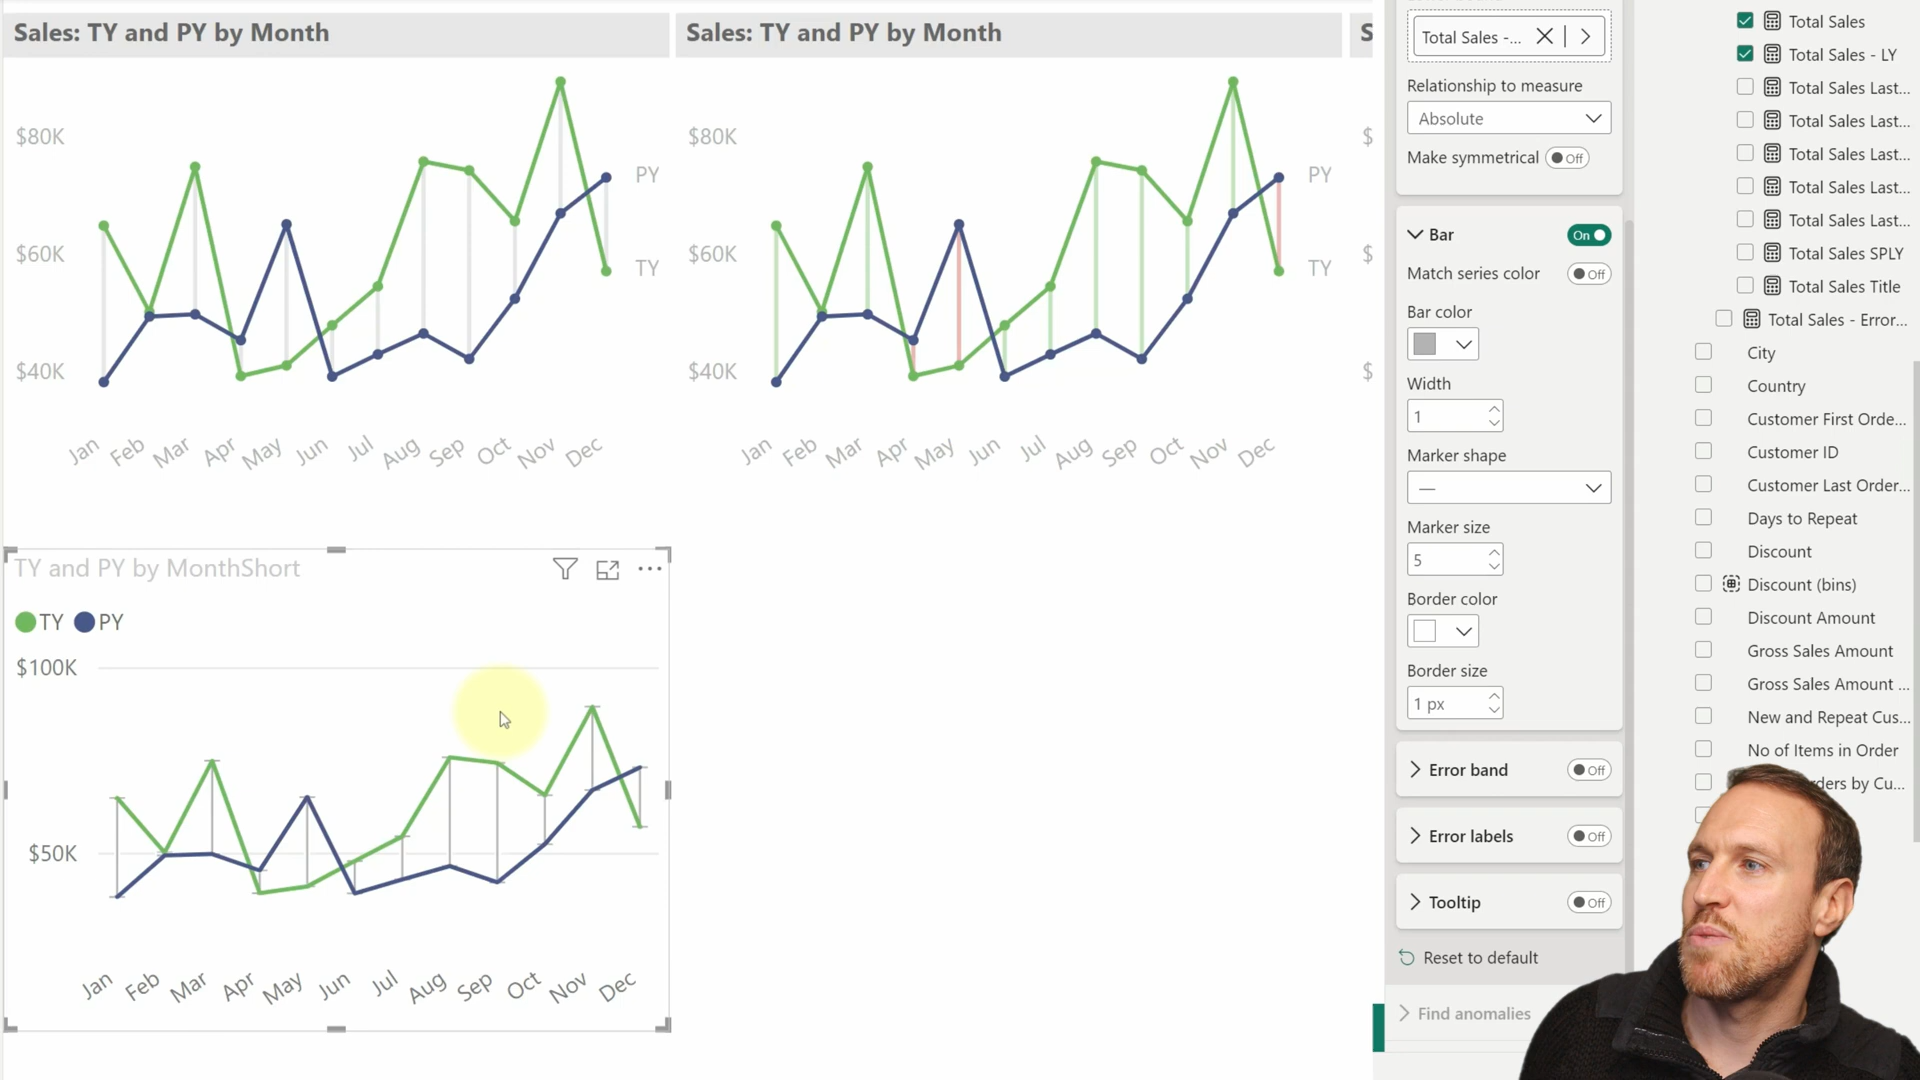 Sales: TY and PY by Month
$80K
$60K
$40K
PY
TY
Jan
Feb
Mar
Apr
May
Jun
Jul
Aug
Sep
Oct
Nov
Dec
Sales: TY and PY by Month
$80K
$60K
$40K
PY
TY
Jan
Feb
Mar
Apr
May
Jun
Jul
Aug
Sep
Oct
Nov
Dec
S
$
$
$
TY and PY by MonthShort
TY PY
$100K
$50K
Jan
Feb
Mar
Apr
May
Jun
Jul
Aug
Sep
Oct
Nov
Dec
Total Sales -...
Relationship to measure
Absolute
Make symmetrical Off
Bar On
Match series color Off
Bar color
Width
1
Marker shape
Marker size
5
Border color
Border size
1 px
Error band Off
Error labels Off
Tooltip Off
Reset to default
Find anomalies
Total Sales
Total Sales - LY
Total Sales Last...
Total Sales Last...
Total Sales Last...
Total Sales Last...
Total Sales Last...
Total Sales SPLY
Total Sales Title
Total Sales - Error...
City
Country
Customer First Orde...
Customer ID
Customer Last Order...
Days to Repeat
Discount
Discount (bins)
Discount Amount
Gross Sales Amount
Gross Sales Amount ...
New and Repeat Cus...
No of Items in Order
ders by Cu...